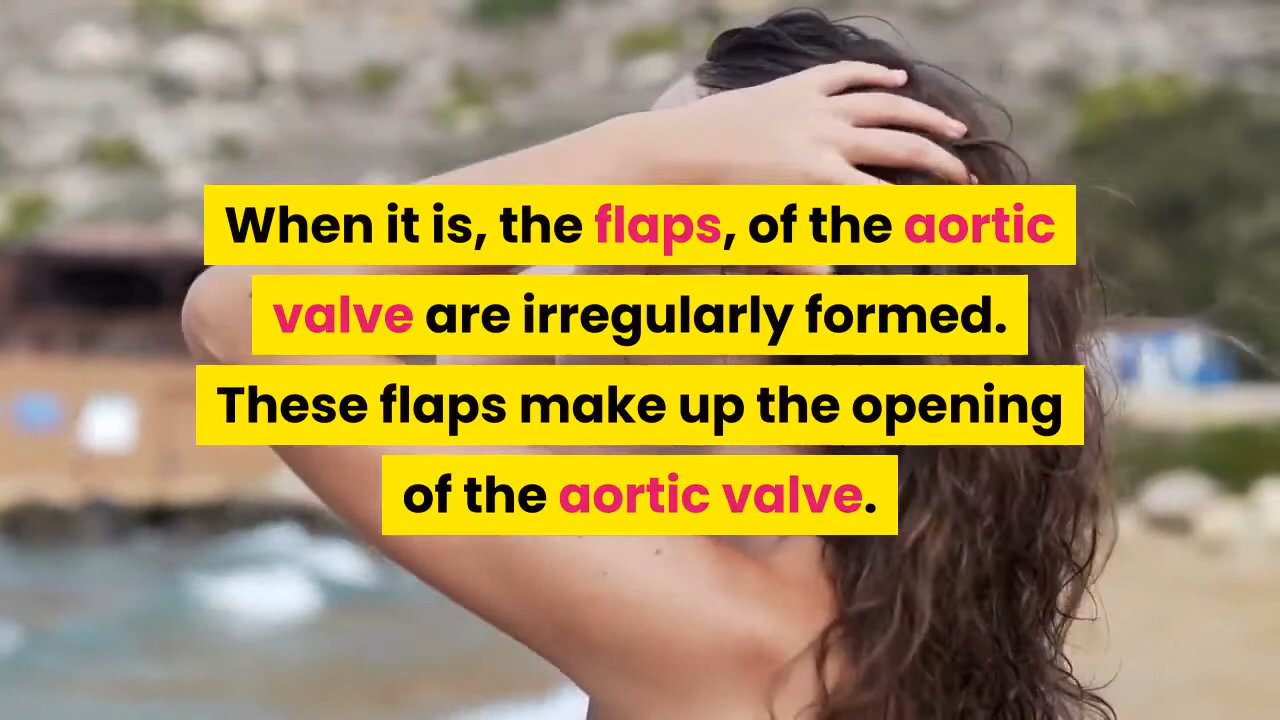 When it is, the flaps, of the aortic
valve are irregularly formed.
These flaps make up the opening
of the aortic valve.